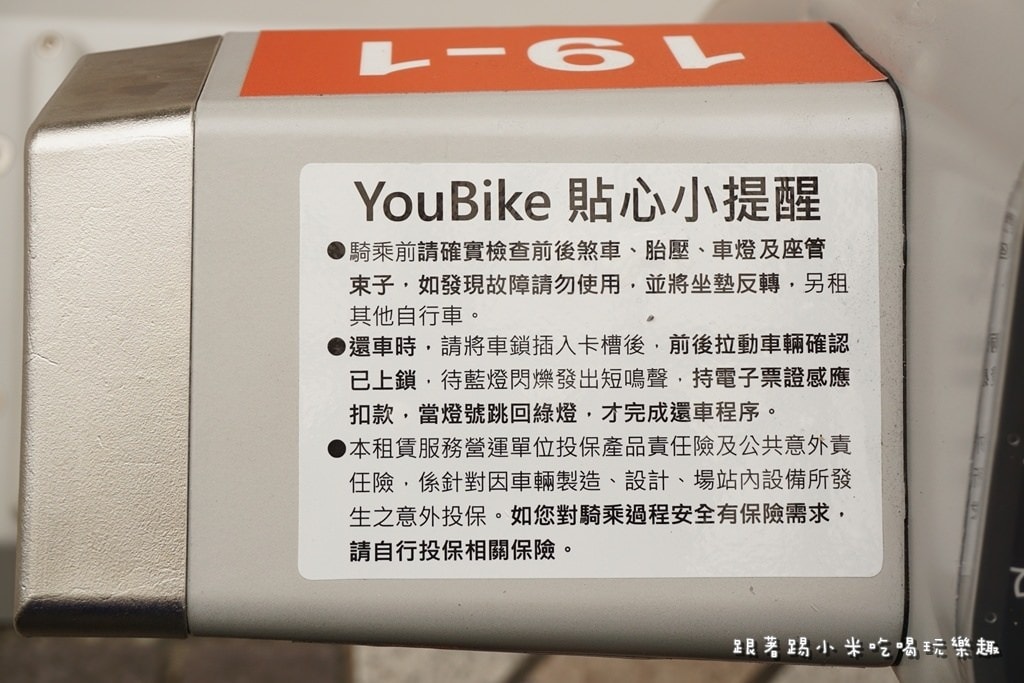 19-1
YouBike 貼心小提醒
●騎乘前請確實檢查前後煞車、胎壓、車燈及座管
束子，如發現故障請勿使用，並將坐墊反轉，另租
其他自行車。
●還車時，請將車鎖插入卡槽後，前後拉動車輛確認
已上鎖，待藍燈閃爍發出短鳴聲，持電子票證感應
扣款，當燈號跳回綠燈，才完成還車程序。
●本租賃服務營運單位投保產品責任險及公共意外責
任險，係針對因車輛製造、設計、場站內設備所發
生之意外投保。如您對騎乘過程安全有保險需求，
請自行投保相關保險。
跟著踢小米吃喝玩樂趣